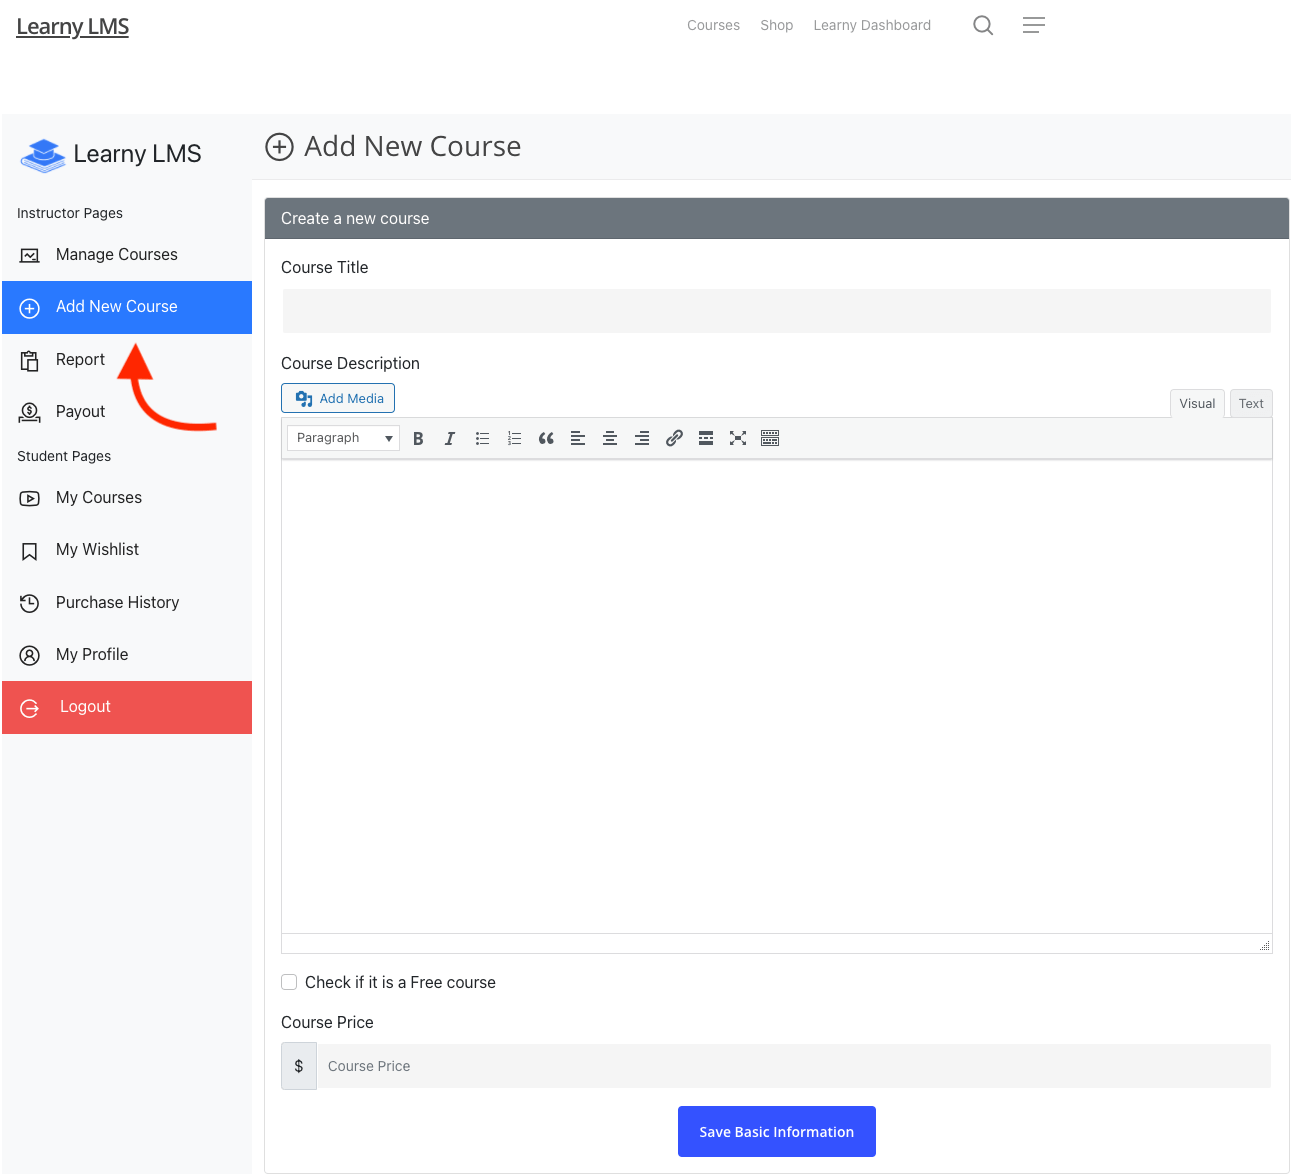 Learny LMS
Courses Shop Learny Dashboard
Learny LMS
Instructor Pages
Manage Courses
Add New Course
Report
Payout
Student Pages
My Courses
My Wishlist
Purchase History
My Profile
Logout
Add New Course
Create a new course
Course Title
Course Description
Add Media
Visual Text
Paragraph
Check if it is a Free course
Course Price
$ Course Price
Save Basic Information